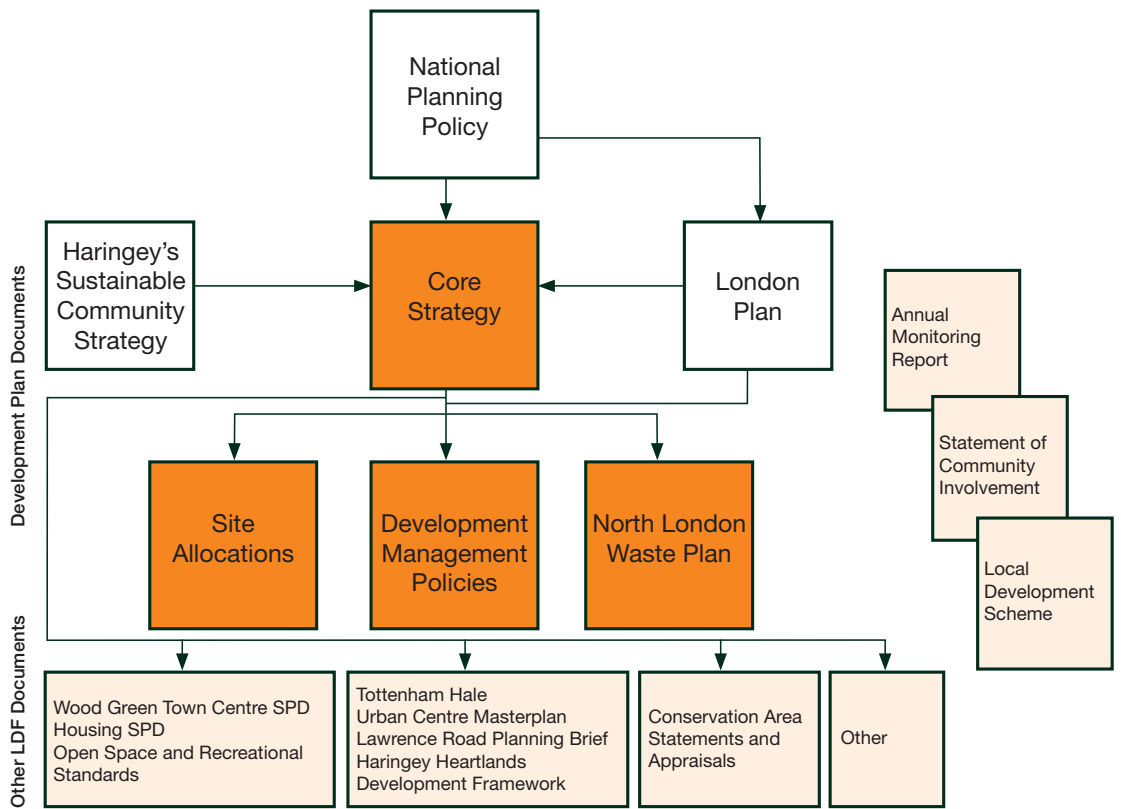 National
Planning
Policy
Haringey's
Sustainable
Community
Strategy
Core
Strategy
London
Plan
Annual
Monitoring
Report
Statement of
Community
Involvement
Local
Development
Scheme
Development Plan Documents
Site
Allocations
Development
Management
Policies
North London
Waste Plan
Other LDF Documents
Wood Green Town Centre SPD
Housing SPD
Open Space and Recreational
Standards
Tottenham Hale
Urban Centre Masterplan
Lawrence Road Planning Brief
Haringey Heartlands
Development Framework
Conservation Area
Statements and
Appraisals
Other